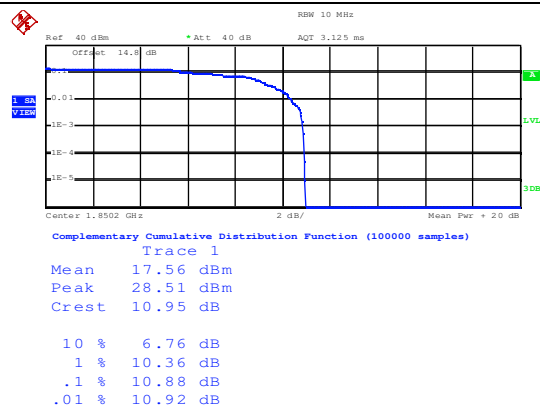 RBW 10 MHz
Ref 40 dBm * Att 40 dB AQT 3.125 ms
Offset 14.8 dB
0.1
A
1 SA
VIEW
0.01
1E-3
LVL
1E-4
1E-5
3DB
Center 1.8502 GHz 2 dB/ Mean Pwr + 20 dB
Complementary Cumulative Distribution Function (100000 samples)
Trace 1
Mean 17.56 dBm
Peak 28.51 dBm
Crest 10.95 dB
10 % 6.76 dB
1 % 10.36 dB
.1 % 10.88 dB
.01 % 10.92 dB